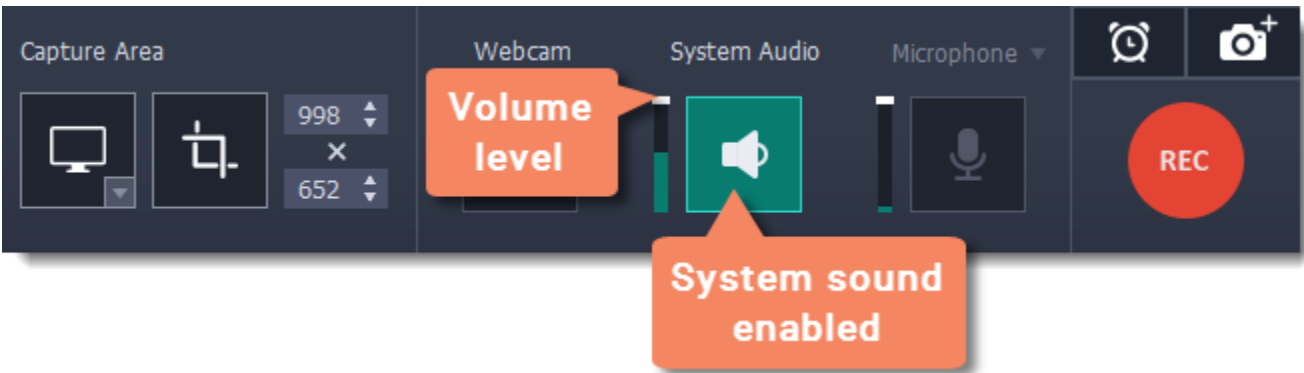 Capture Area
Webcam
System Audio
Microphone
998
×
652
Volume
level
REC
System sound
enabled